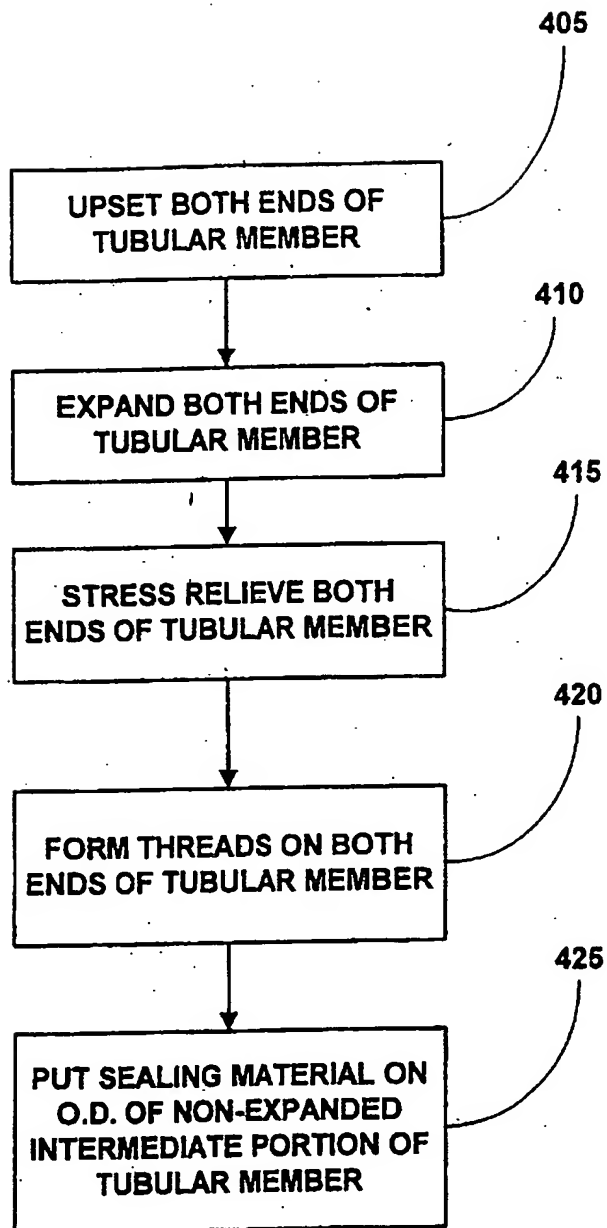 405
UPSET BOTH ENDS OF
TUBULAR MEMBER
410
EXPAND BOTH ENDS OF
TUBULAR MEMBER
415
STRESS RELIEVE BOTH
ENDS OF TUBULAR MEMBER
420
FORM THREADS ON BOTH
ENDS OF TUBULAR MEMBER
425
PUT SEALING MATERIAL ON
O.D. OF NON-EXPANDED
INTERMEDIATE PORTION OF
TUBULAR MEMBER